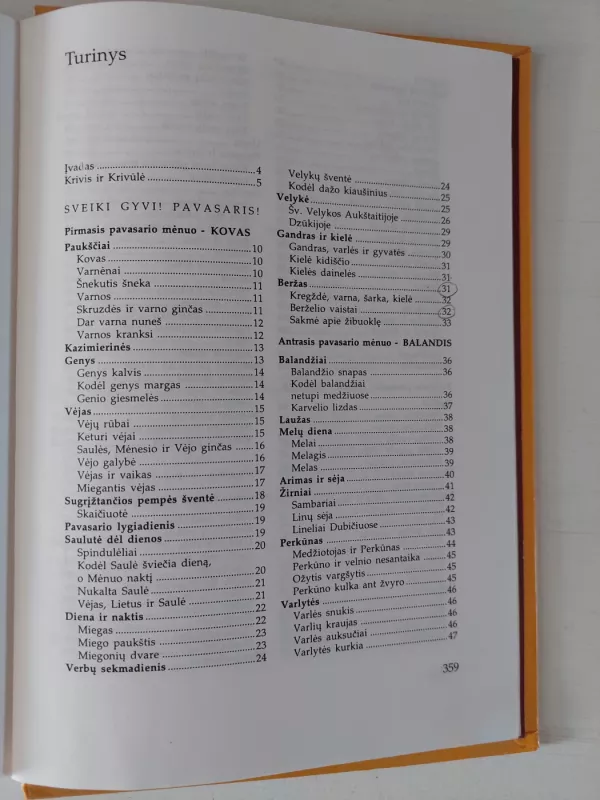 Turinys
Įvadas 4
Krivis ir Krivūlė 5
SVEIKI GYVI! PAVASARIS!
Pirmasis pavasario mėnuo - KOVAS
Paukščiai 10
Kovas 10
Varnėnai 10
Šnekutis šneka 11
Varnos 11
Skruzdės ir varno ginčas 11
Dar varna nuneš 12
Varnos kranksi 12
Kazimierinės 13
Genys 13
Genys kalvis 14
Kodėl genys margas 14
Genio giesmelės 14
Vėjas 15
Vėjų rūbai 15
Keturi vėjai 15
Saulės, Mėnesio ir Vėjo ginčas 16
Vėjo galybė 16
Vėjas ir vaikas 17
Miegantis vėjas 17
Sugrįžtančios pempės šventė 18
Skaičiuotė 19
Pavasario lygiadienis 19
Saulutė dėl dienos 19
Spindulėliai 20
Kodėl Saulė šviečia dieną,
o Mėnuo naktį 20
Nukalta Saulė 21
Vėjas, Lietus ir Saulė 21
Diena ir naktis 22
Miegas 22
Miego paukštis 23
Miegonių dvare 23
Verbų sekmadienis 24
Velykų šventė 24
Kodėl dažo kiaušinius 25
Velykė 25
Šv. Velykos Aukštaitijoje 26
Dzūkijoje 29
Gandras ir kielė 29
Gandras, varlės ir gyvatės 30
Kielė kidiščio 31
Kielės dainelės 31
Beržas 31
Kregždė, varna, šarka, kielė 32
Berželio vaistai 32
Sakmė apie žibuoklę 33
Antrasis pavasario mėnuo - BALANDIS
Balandžiai 36
Balandžio snapas 36
Kodėl balandžiai
netupi medžiuose 36
Karvelio lizdas 37
Laužas 38
Melų diena 38
Melai 38
Melagis 39
Melas 39
Arimas ir sėja 40
Žirniai 41
Sambariai 42
Linų sėja 42
Lineliai Dubičiuose 43
Perkūnas 43
Medžiotojas ir Perkūnas 44
Perkūno ir velnio nesantaika 45
Ožytis vargšytis 45
Perkūno kulka ant žvyro 45
Varlytės 46
Varlės snukis 46
Varlių kraujas 46
Varlės auksučiai 46
Varlytė kurkia 47
359